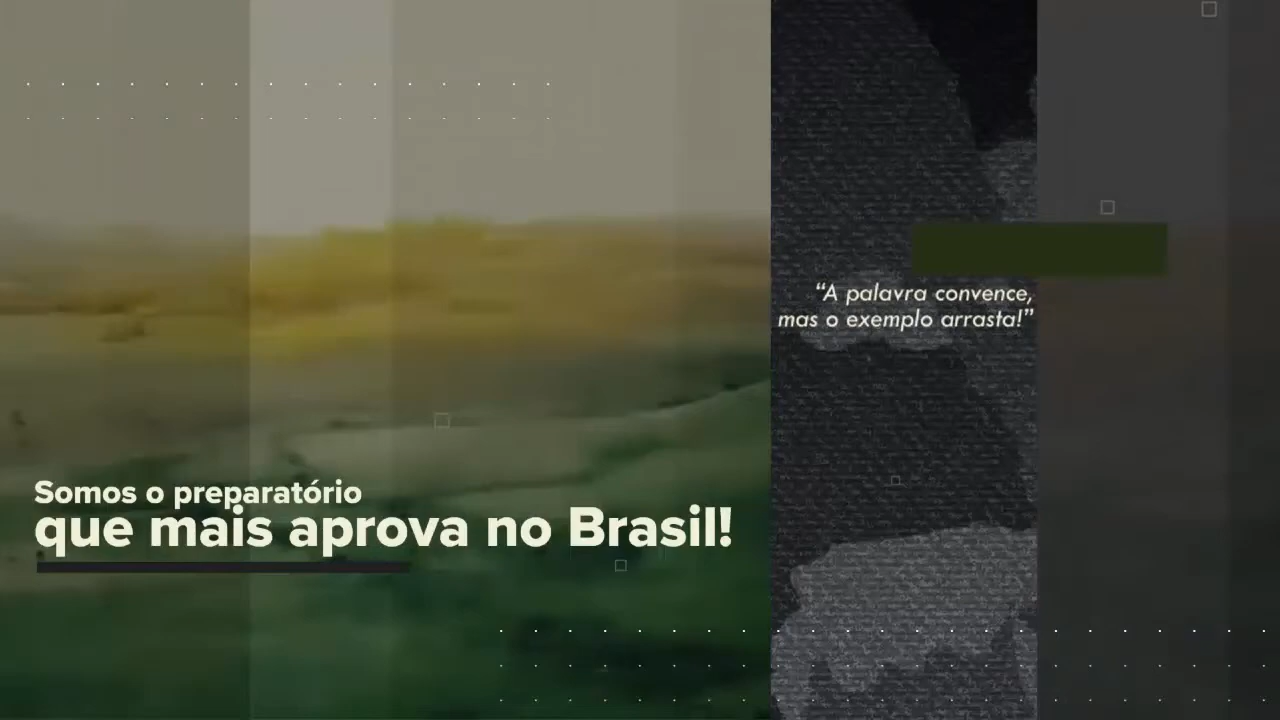 “A palavra convence,
mas o exemplo arrasta!”
Somos o preparatório
que mais aprova no Brasil!